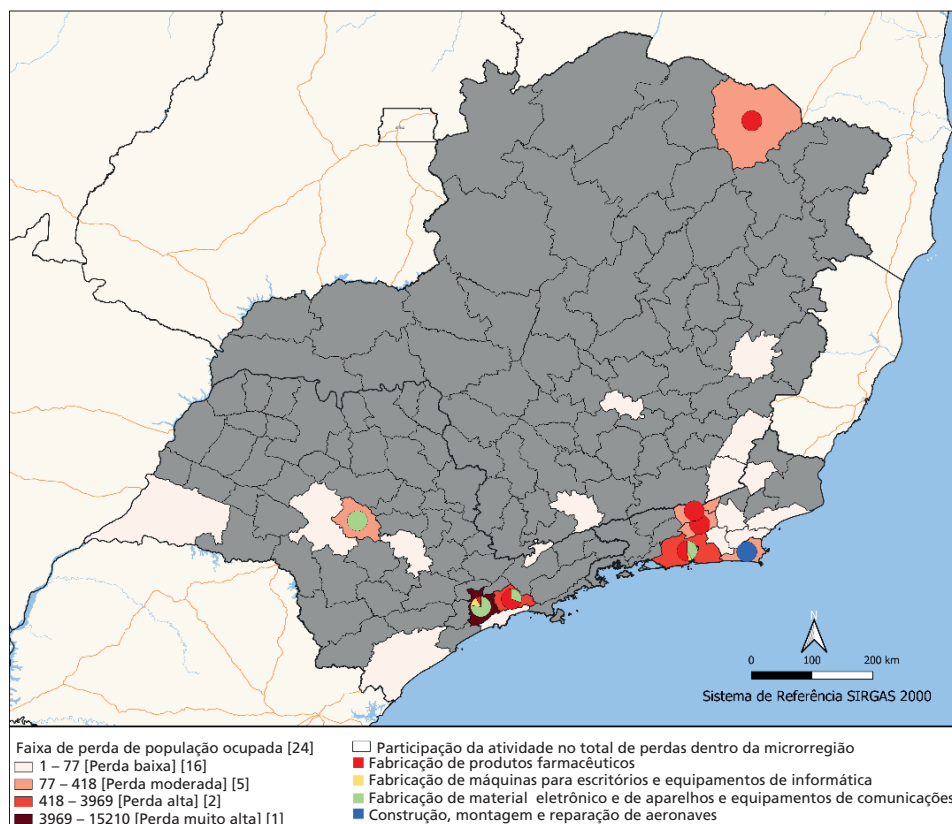 N
0 100 200 km
Sistema de Referência SIRGAS 2000
Faixa de perda de população ocupada [24]
1 – 77 [Perda baixa] [16]
77 – 418 [Perda moderada] [5]
418 – 3969 [Perda alta] [2]
3969 – 15210 [Perda muito alta] [1]
Participação da atividade no total de perdas dentro da microrregião
Fabricação de produtos farmacêuticos
Fabricação de máquinas para escritórios e equipamentos de informática
Fabricação de material eletrônico e de aparelhos e equipamentos de comunicações
Construção, montagem e reparação de aeronaves